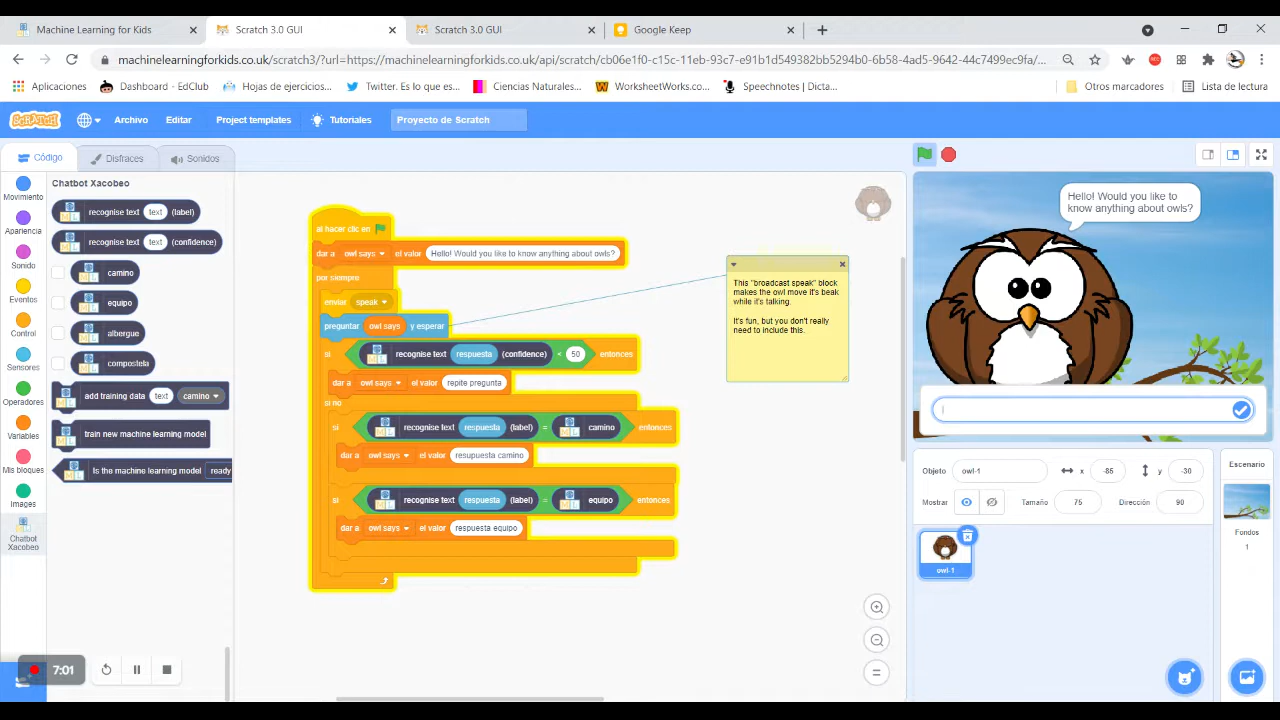 Machine Learning for Kids
Scratch 3.0 GUI
Scratch 3.0 GUI
Google Keep
machinelearningforkids.co.uk/scratch3/?url=https://machinelearningforkids.co.uk/api/scratch/cb06e1f0-c15c-11eb-93c7-e91b1d549382bb5294b0-6b58-4ad5-9642-44c7499ec9fa/...
Aplicaciones
Dashboard - EdClub
Hojas de ejercicios...
Twitter. Es lo que es...
Ciencias Naturales...
WorksheetWorks.co...
Speechnotes | Dicta...
Otros marcadores
Lista de lectura
SCRATCH
Archivo
Editar
Project templates
Tutoriales
Proyecto de Scratch
Código
Disfraces
Sonidos
Movimiento
Apariencia
Sonido
Eventos
Control
Sensores
Operadores
Variables
Mis bloques
Images
Chatbot
Xacobeo
Chatbot Xacobeo
recognise text text (label)
recognise text text (confidence)
camino
equipo
albergue
compostela
add training data text camino
train new machine learning model
Is the machine learning model ready
al hacer clic en
dar a owl says el valor Hello! Would you like to know anything about owls?
por siempre
enviar speak
preguntar owl says y esperar
si recognise text respuesta (confidence) < 50 entonces
dar a owl says el valor repite pregunta
si no
si recognise text respuesta (label) = camino entonces
dar a owl says el valor resupuesta camino
si recognise text respuesta (label) = equipo entonces
dar a owl says el valor respuesta equipo
This "broadcast speak" block
makes the owl move it's beak
while it's talking.
It's fun, but you don't really
need to include this.
Hello! Would you like to
know anything about owls?
Objeto
owl-1
x
-85
y
-30
Mostrar
Tamaño
75
Dirección
90
owl-1
Escenario
Fondos
1
7:01